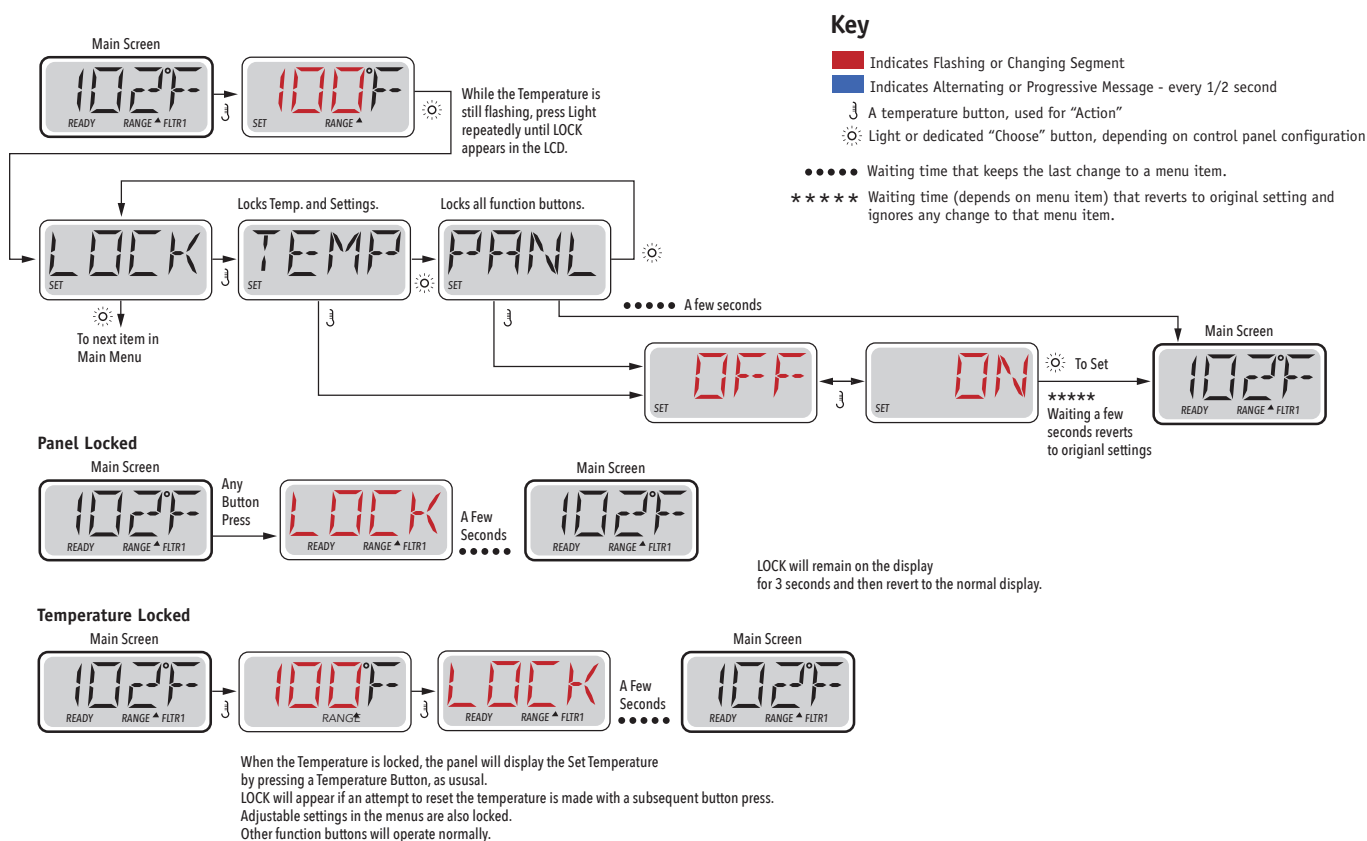 Key
Indicates Flashing or Changing Segment
Indicates Alternating or Progressive Message - every 1/2 second
A temperature button, used for “Action”
Light or dedicated “Choose” button, depending on control panel configuration
••••• Waiting time that keeps the last change to a menu item.
***** Waiting time (depends on menu item) that reverts to original setting and
ignores any change to that menu item.
Main Screen
102°F
READY RANGE FLTR1
100°F
SET RANGE
While the Temperature is
still flashing, press Light
repeatedly until LOCK
appears in the LCD.
Locks Temp. and Settings.
Locks all function buttons.
LOCK
SET
TEMP
SET
PANL
SET
To next item in
Main Menu
••••• A few seconds
OFF
SET
ON
SET
To Set
*****
Waiting a few
seconds reverts
to origianl settings
Main Screen
102°F
READY RANGE FLTR1
Panel Locked
Main Screen
102°F
READY RANGE FLTR1
Any
Button
Press
LOCK
READY RANGE FLTR1
A Few
Seconds
•••••
Main Screen
102°F
READY RANGE FLTR1
LOCK will remain on the display
for 3 seconds and then revert to the normal display.
Temperature Locked
Main Screen
102°F
READY RANGE FLTR1
100°F
RANGE
LOCK
READY RANGE FLTR1
A Few
Seconds
•••••
Main Screen
102°F
READY RANGE FLTR1
When the Temperature is locked, the panel will display the Set Temperature
by pressing a Temperature Button, as ususal.
LOCK will appear if an attempt to reset the temperature is made with a subsequent button press.
Adjustable settings in the menus are also locked.
Other function buttons will operate normally.